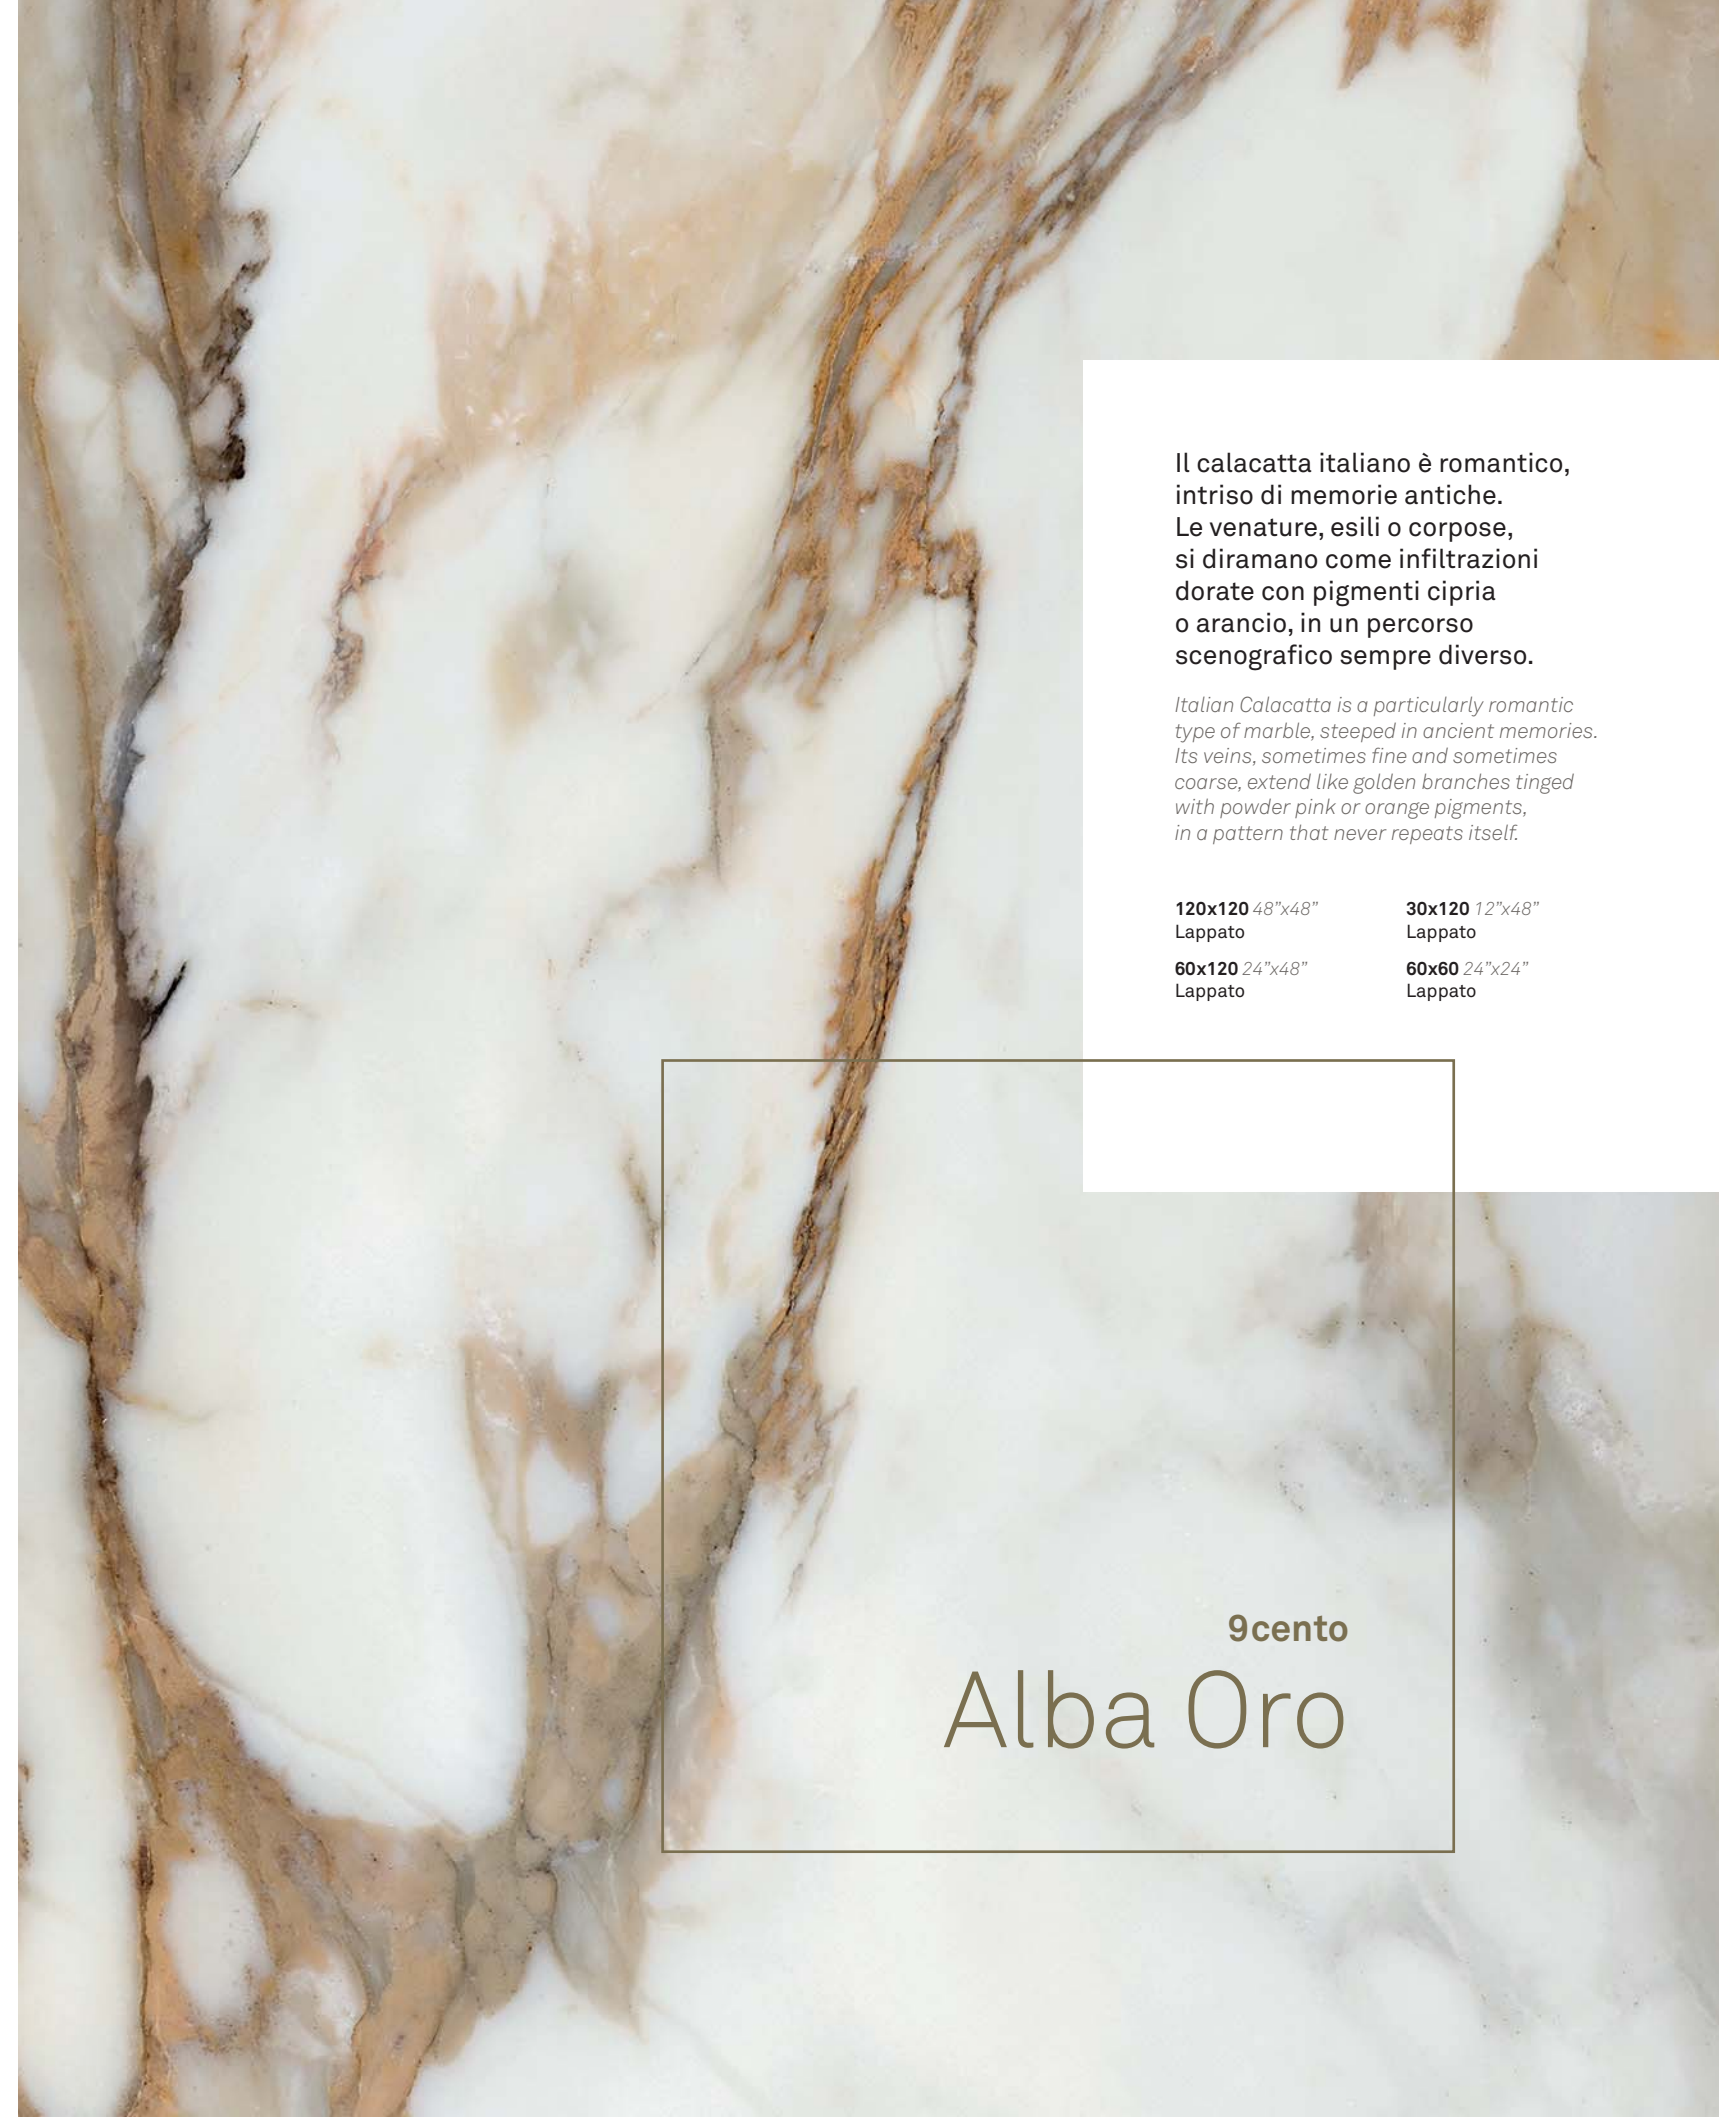 Il calacatta italiano è romantico,
intriso di memorie antiche.
Le venature, esili o corpose,
si diramano come infiltrazioni
dorate con pigmenti cipria
o arancio, in un percorso
scenografico sempre diverso.
Italian Calacatta is a particularly romantic
type of marble, steeped in ancient memories.
Its veins, sometimes fine and sometimes
coarse, extend like golden branches tinged
with powder pink or orange pigments,
in a pattern that never repeats itself.
120x120 48”x48”
Lappato
30x120 12”x48”
Lappato
60x120 24”x48”
Lappato
60x60 24”x24”
Lappato
9cento
Alba Oro